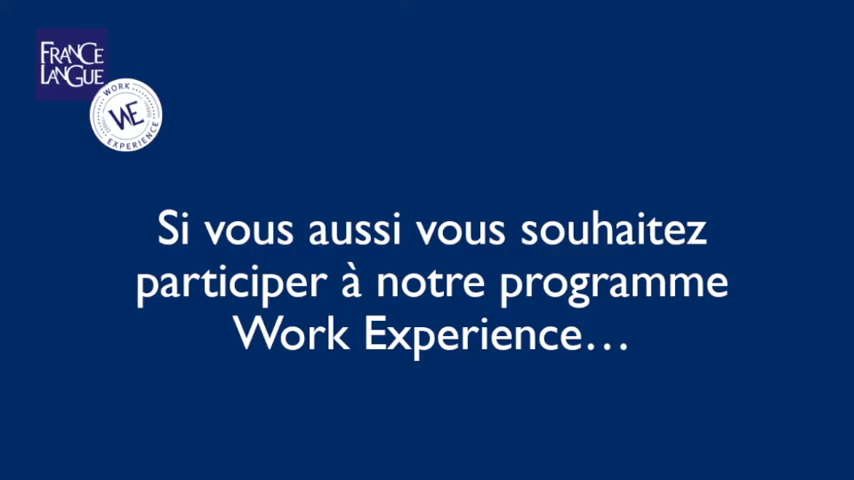 FRANCE
LANGUE
WORK
WE
EXPERIENCE
Si vous aussi vous souhaitez
participer à notre programme
Work Experience…